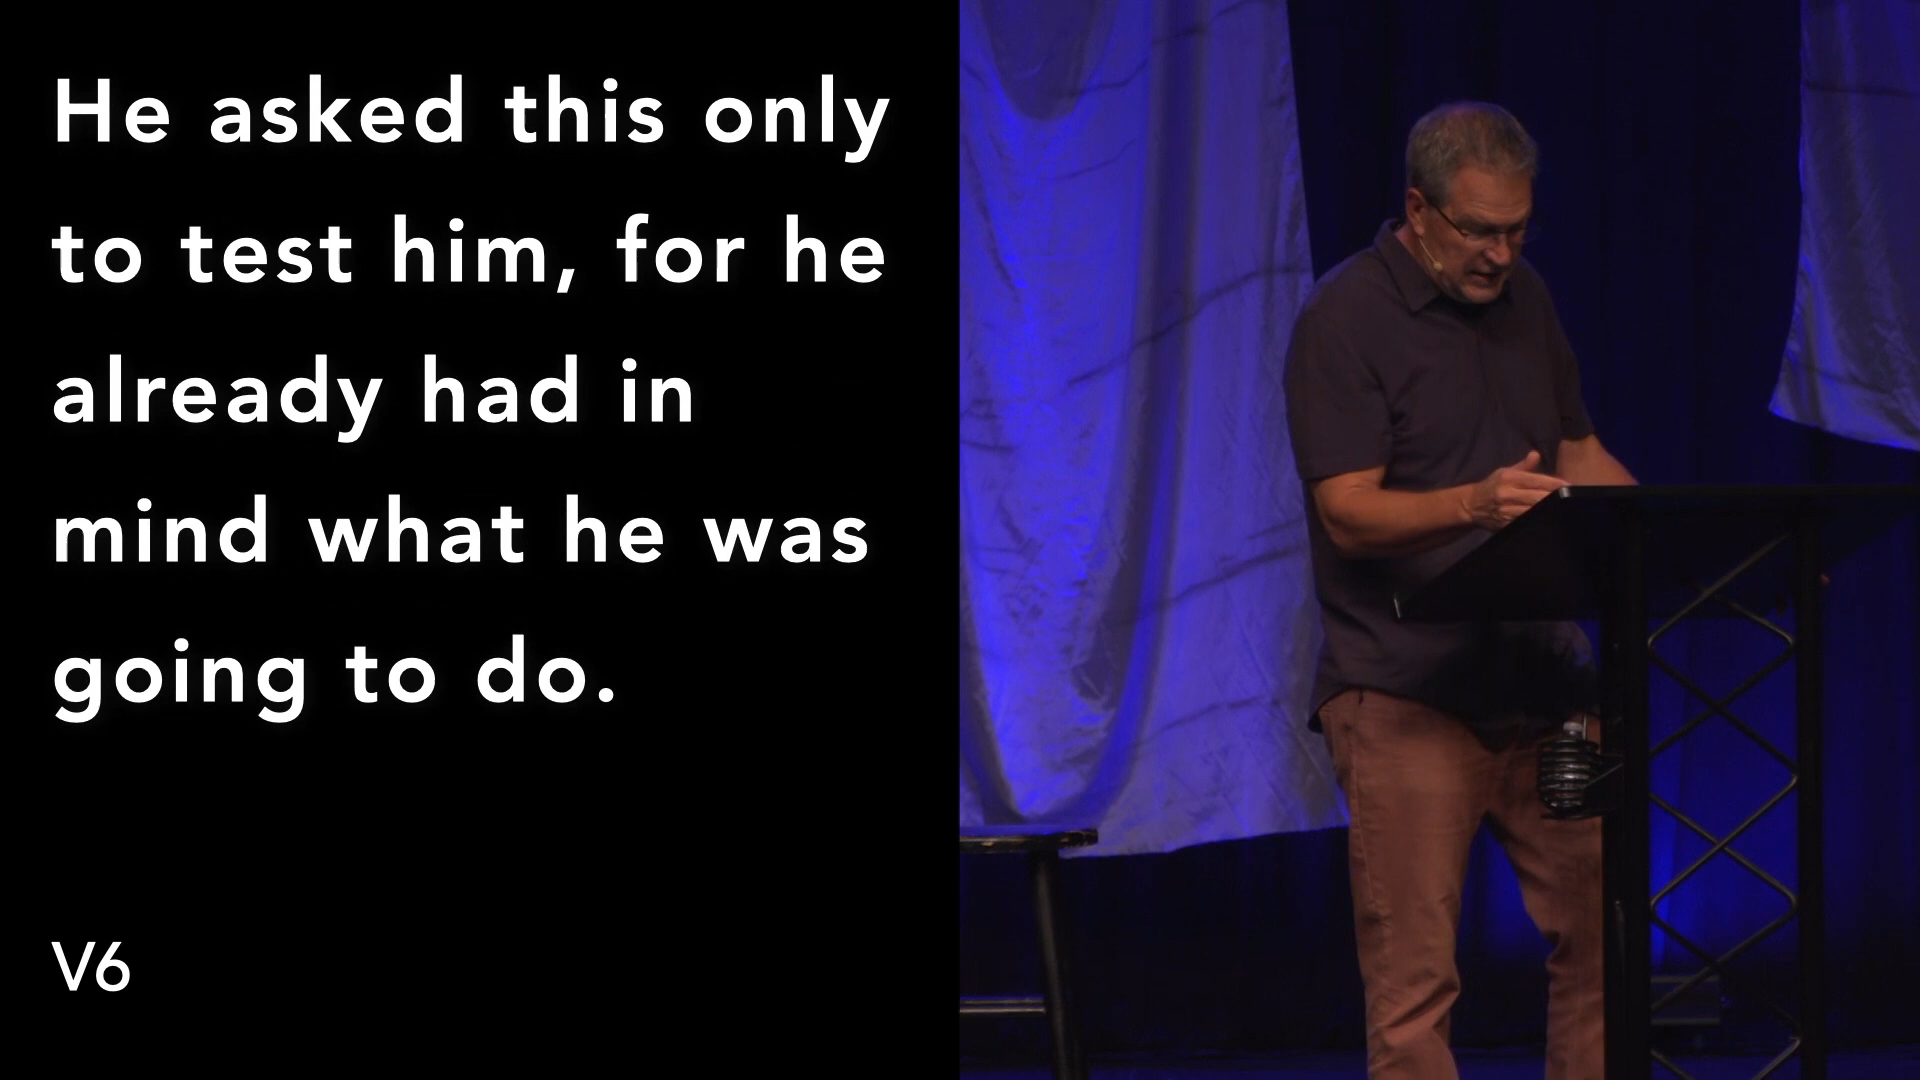 He asked this only
to test him, for he
already had in
mind what he was
going to do.
V6